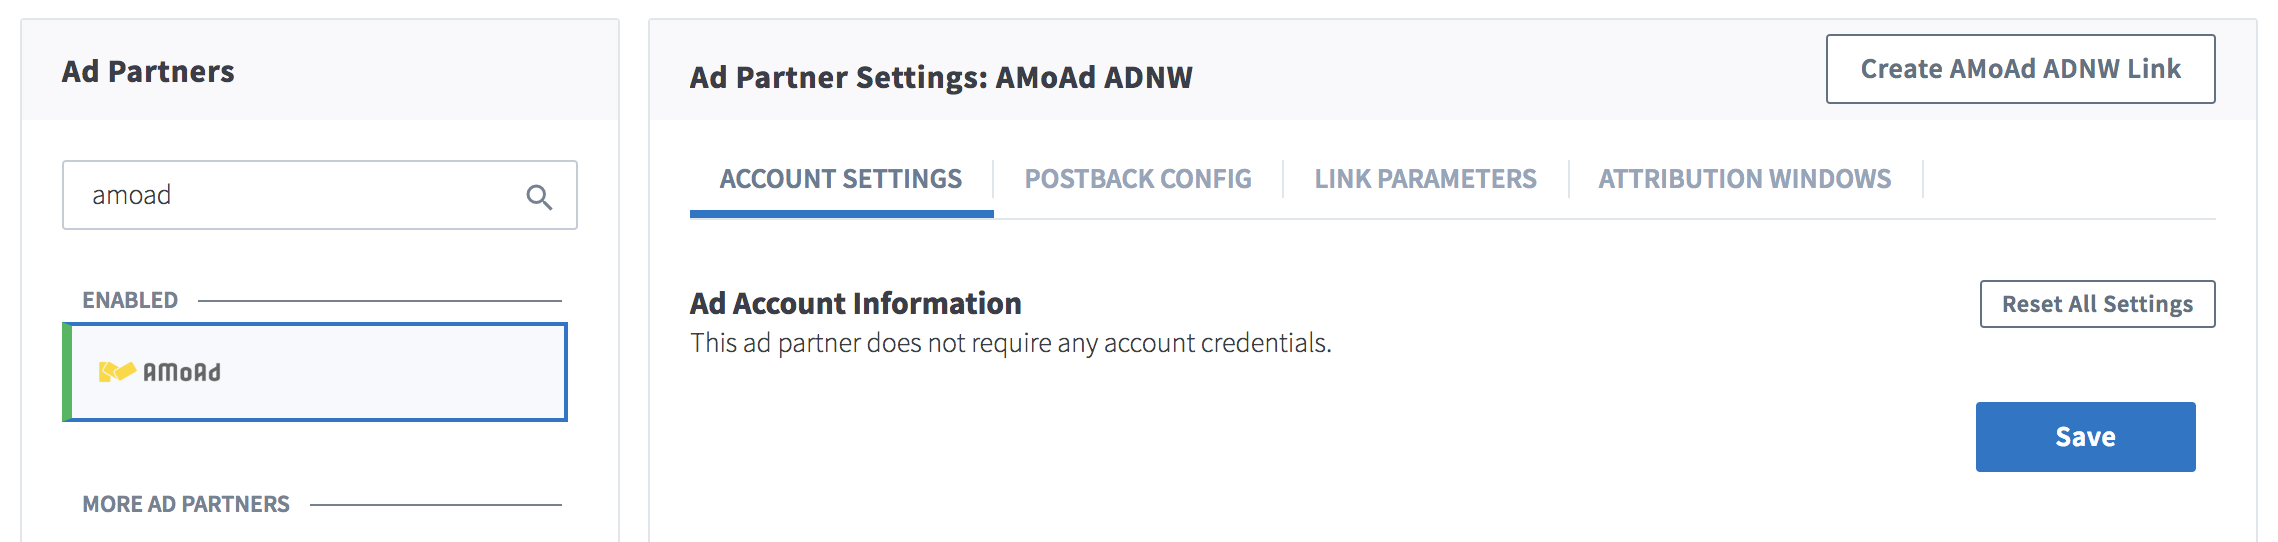 Ad Partners
amoad
ENABLED
AMoAd
MORE AD PARTNERS
Ad Partner Settings: AMoAd ADNW
Create AMoAd ADNW Link
ACCOUNT SETTINGS
POSTBACK CONFIG
LINK PARAMETERS
ATTRIBUTION WINDOWS
Ad Account Information
Reset All Settings
This ad partner does not require any account credentials.
Save